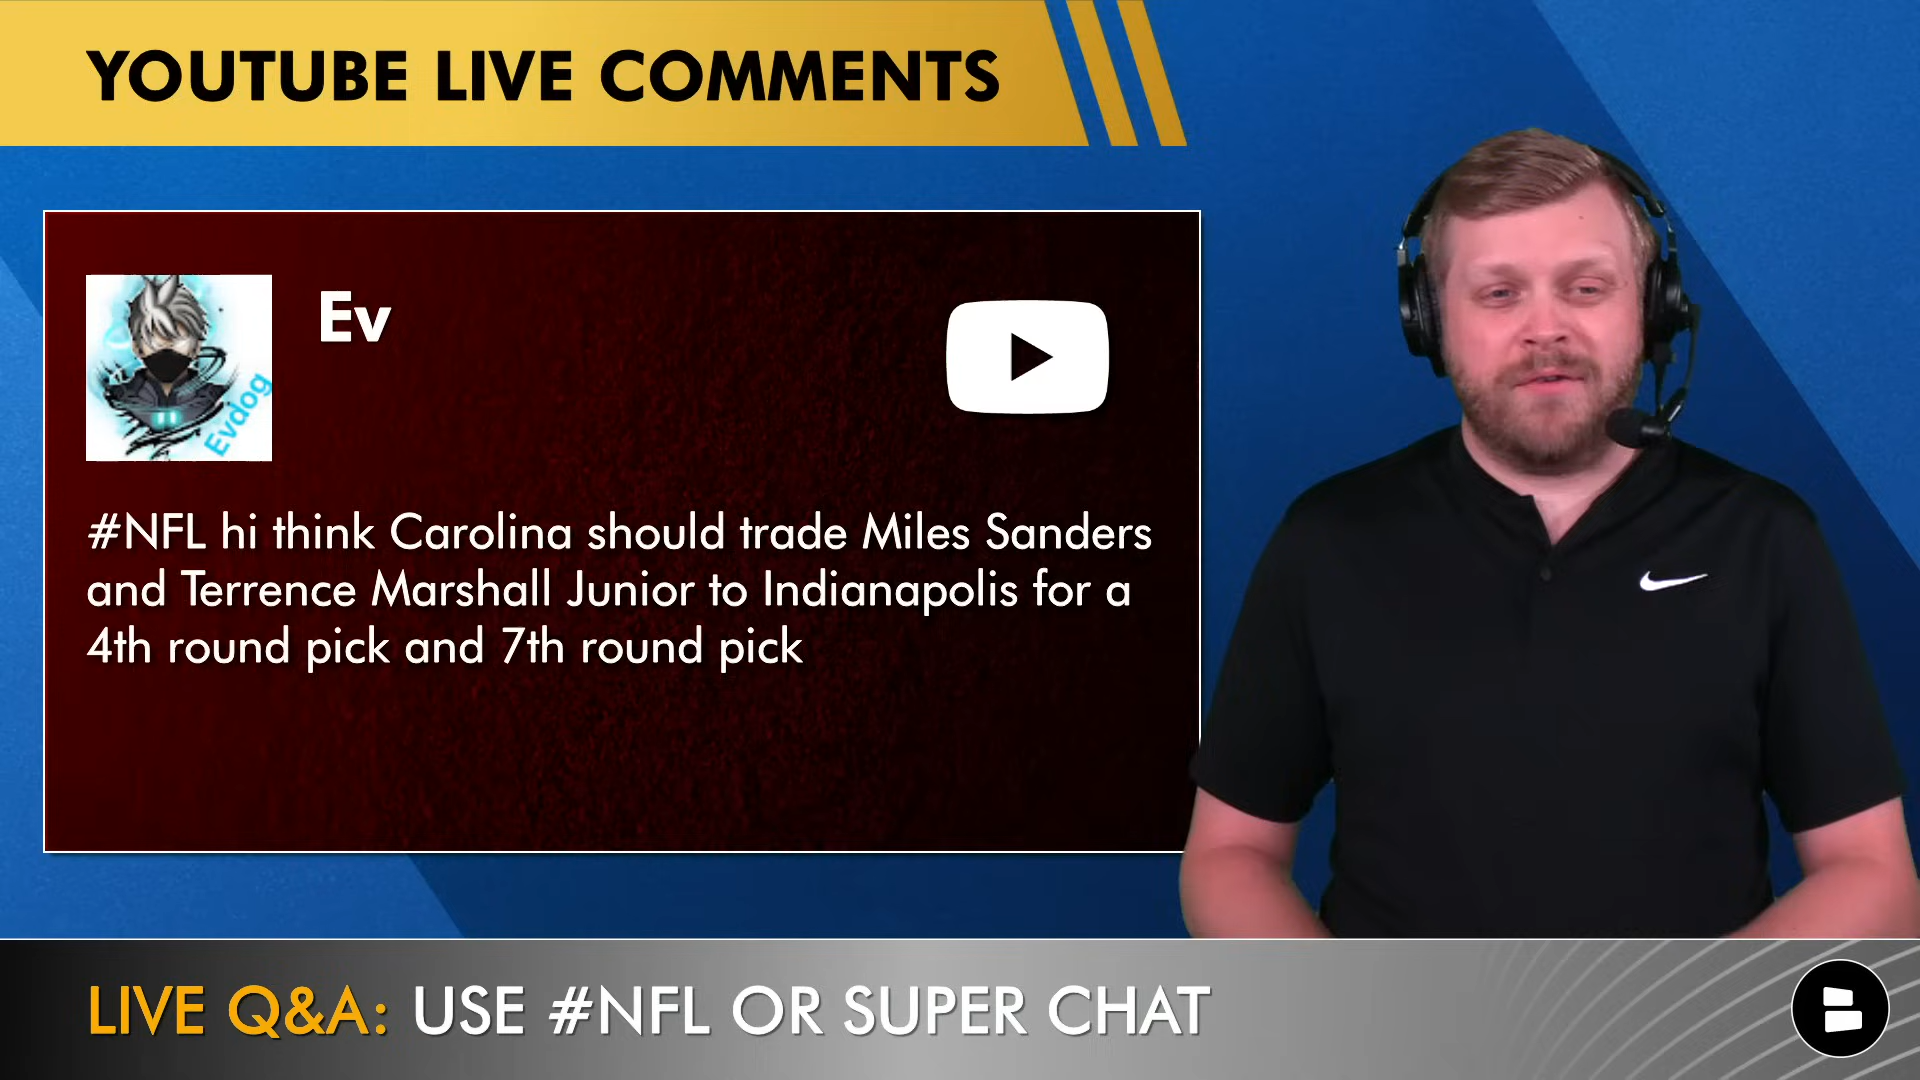 YOUTUBE LIVE COMMENTS
Ev
Evdog
#NFL hi think Carolina should trade Miles Sanders
and Terrence Marshall Junior to Indianapolis for a
4th round pick and 7th round pick
LIVE Q&A: USE #NFL OR SUPER CHAT